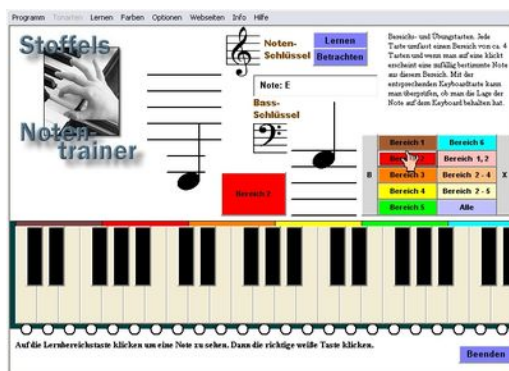 Programm Tonarten Lernen Farben Optionen Webseiten Info Hilfe
Stoffels
Noten-
trainer
Noten-
Schlüssel
Lernen
Betrachten
Note: E
Bass-
Schlüssel
Bereichs- und Übungstasten. Jede
Taste umfasst einen Bereich von ca. 4
Tasten und wenn man auf eine klickt
erscheint eine zufällig bestimmte Note
aus diesem Bereich. Mit der
entsprechenden Keyboardtaste kann
man überprüfen, ob man die Lage der
Note auf dem Keyboard behalten hat.
Bereich 1 Bereich 6
Bereich 1, 2
B Bereich 3 Bereich 2 - 4 X
Bereich 4 Bereich 2 - 5
Bereich 5 Alle
Bereich 2
Auf die Lernbereichstaste klicken um eine Note zu sehen. Dann die richtige weiße Taste klicken.
Beenden